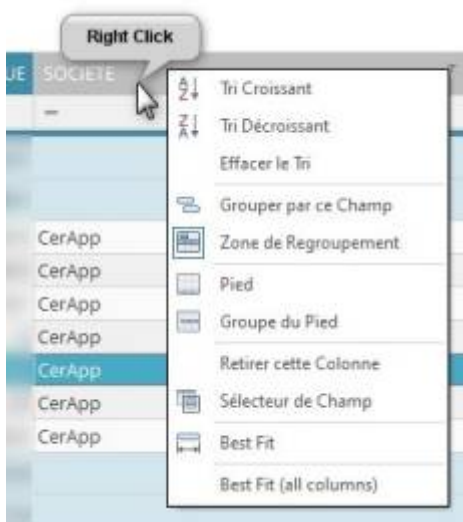 Right Click
UE SOCIETE
Tri Croissant
Tri Décroissant
Effacer le Tri
Grouper par ce Champ
CerApp
Zone de Regroupement
CerApp
Pied
CerApp
Groupe du Pied
CerApp
CerApp
Retirer cette Colonne
CerApp
Sélecteur de Champ
CerApp
Best Fit
Best Fit (all columns)